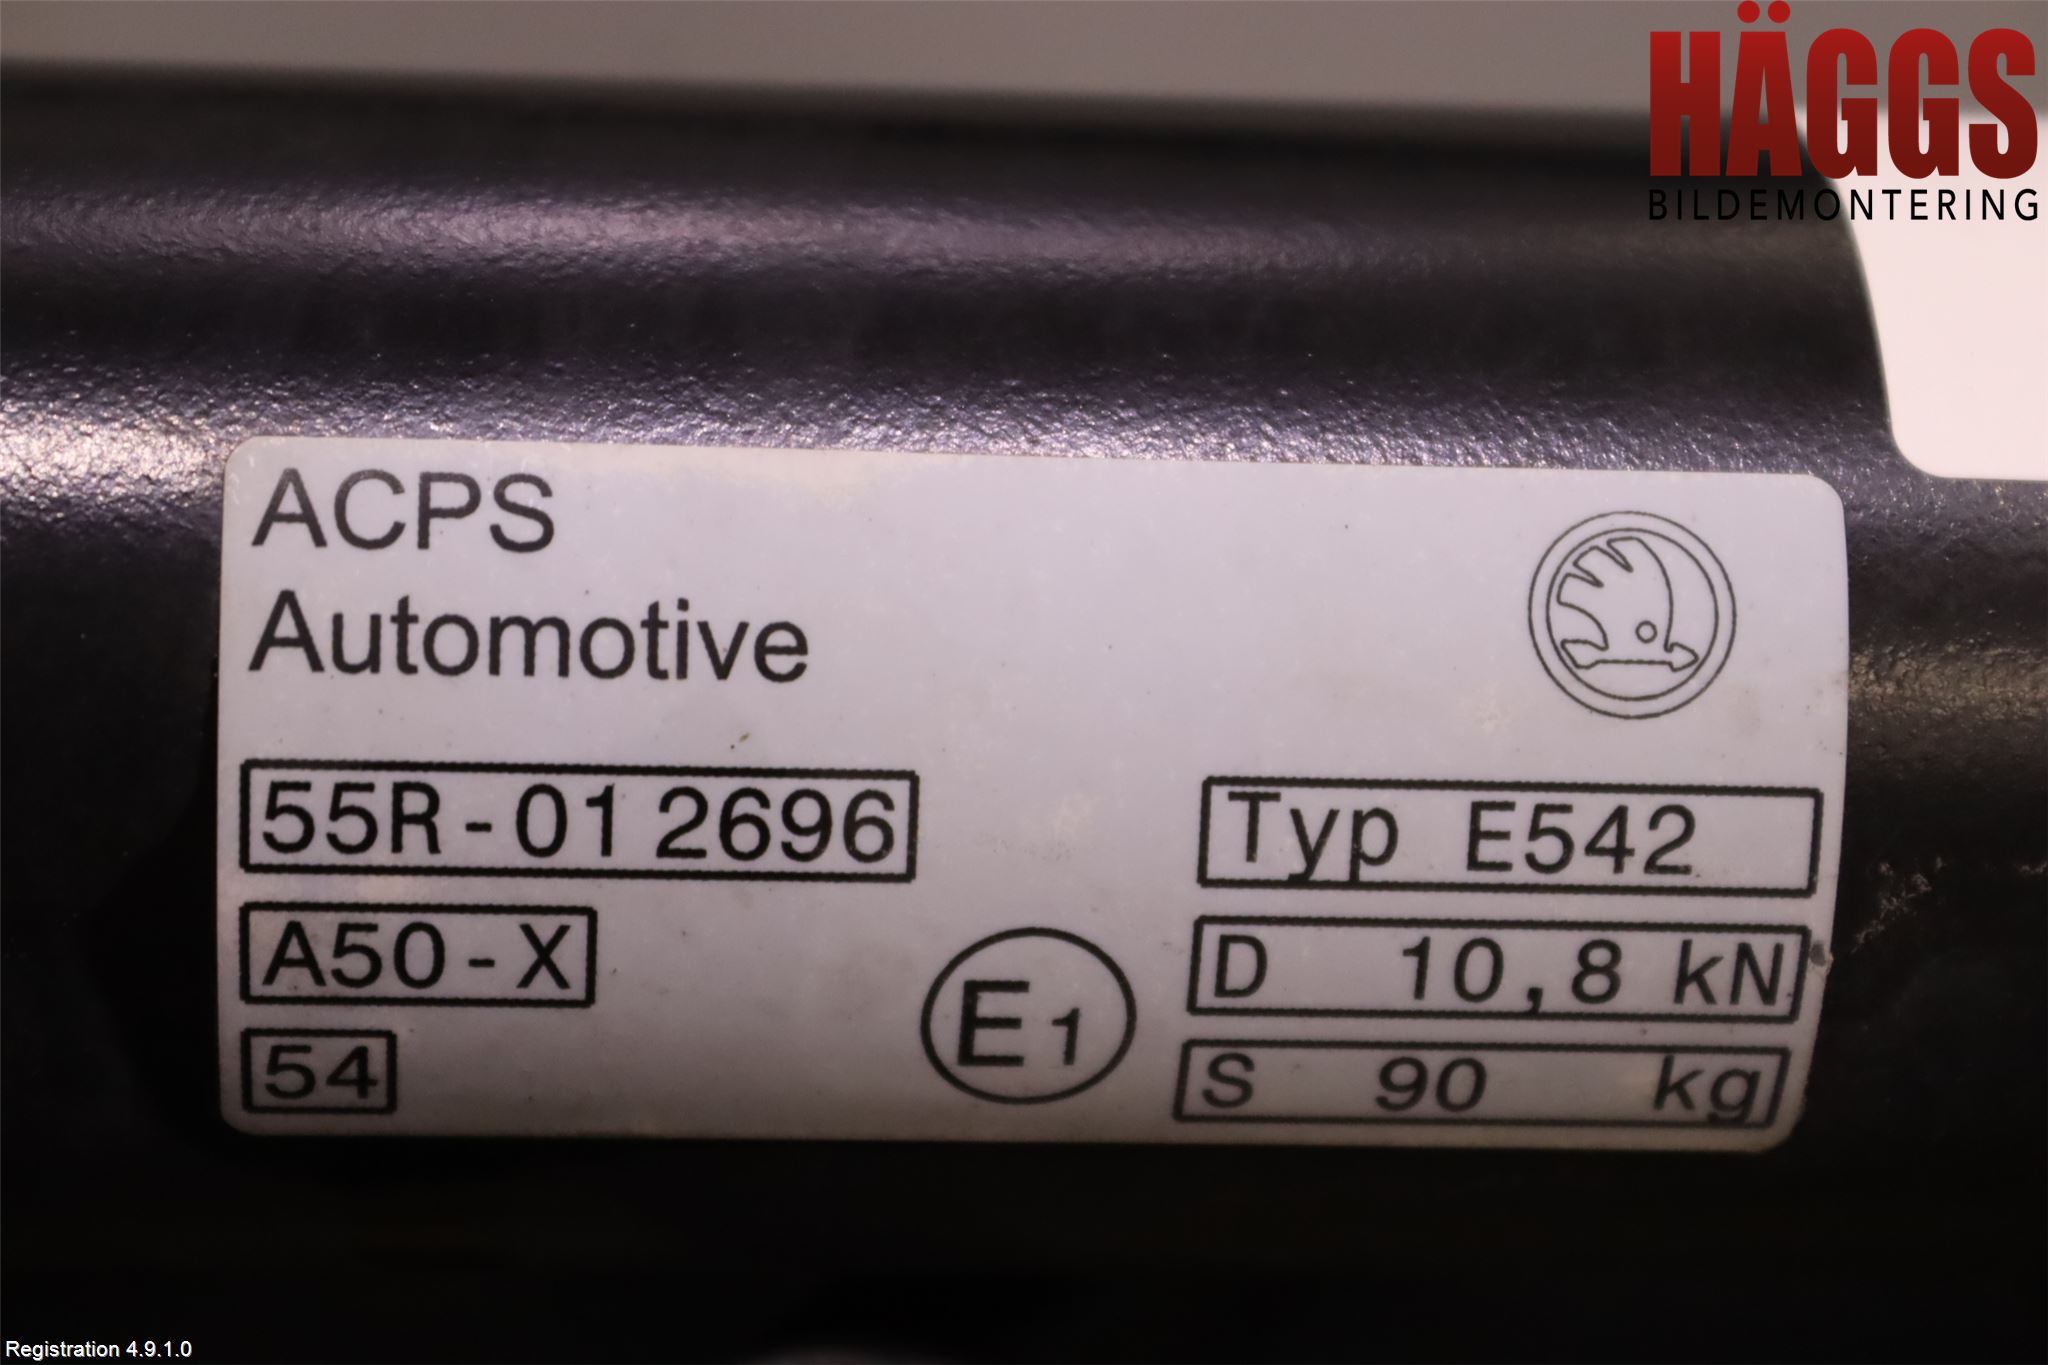 HÄGGS
BILDEMONTERING
ACPS
Automotive
55R-01 2696
Typ E542
A50-X
D 10,8 kN
E1
54
S 90 kg
Registration 4.9.1.0